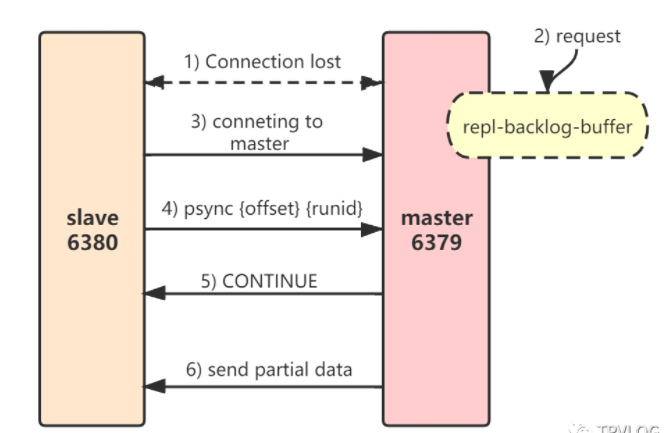 1) Connection lost
2) request
repl-backlog-buffer
3) conneting to
master
slave
6380
4) psync {offset} {runid}
master
6379
5) CONTINUE
6) send partial data